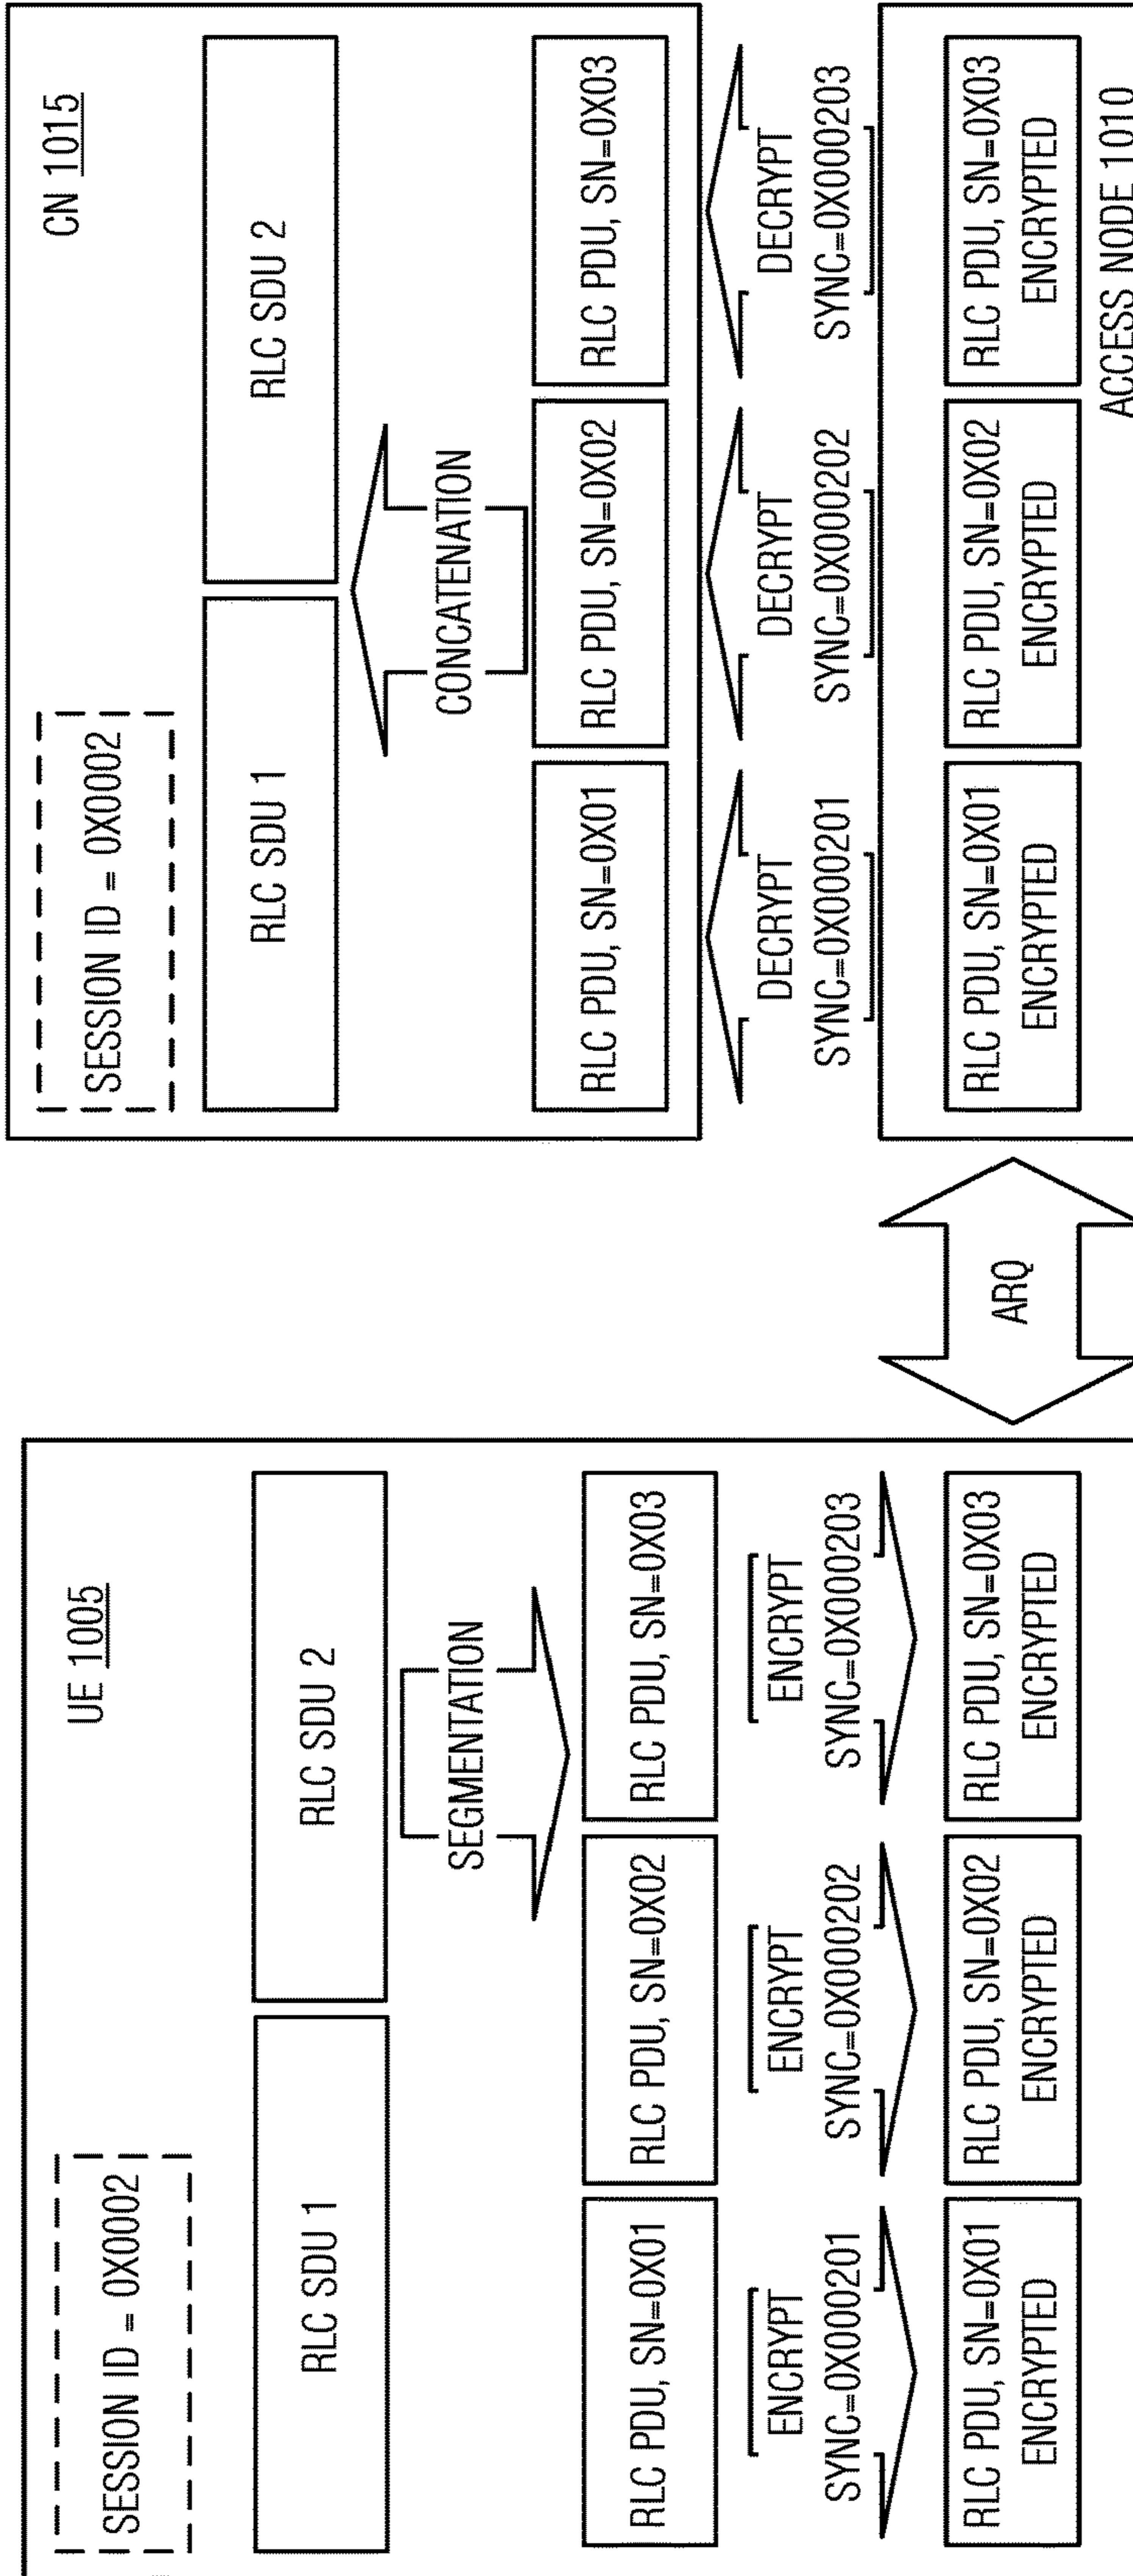 UE 1005
SESSION ID = 0X0002
RLC SDU 1
RLC SDU 2
SEGMENTATION
RLC PDU, SN=0X01
RLC PDU, SN=0X02
RLC PDU, SN=0X03
ENCRYPT
SYNC=0X000201
ENCRYPT
SYNC=0X000202
ENCRYPT
SYNC=0X000203
RLC PDU, SN=0X01
ENCRYPTED
RLC PDU, SN=0X02
ENCRYPTED
RLC PDU, SN=0X03
ENCRYPTED
ARQ
CN 1015
SESSION ID = 0X0002
RLC SDU 1
RLC SDU 2
CONCATENATION
RLC PDU, SN=0X01
RLC PDU, SN=0X02
RLC PDU, SN=0X03
DECRYPT
SYNC=0X000201
DECRYPT
SYNC=0X000202
DECRYPT
SYNC=0X000203
RLC PDU, SN=0X01
ENCRYPTED
RLC PDU, SN=0X02
ENCRYPTED
RLC PDU, SN=0X03
ENCRYPTED
ACCESS NODE 1010